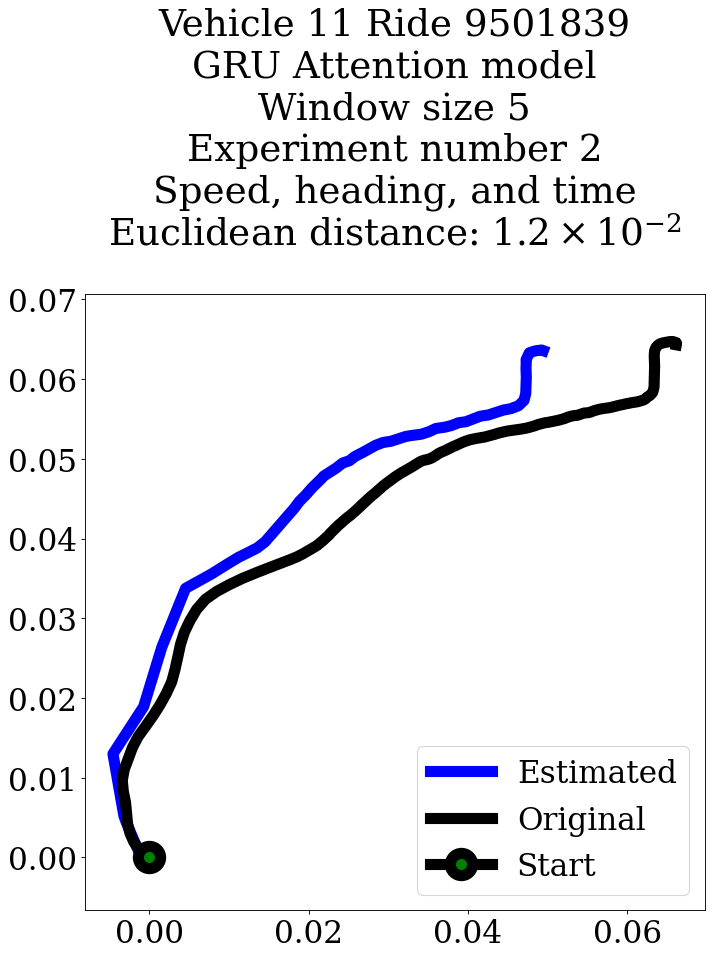 Vehicle 11 Ride 9501839
GRU Attention model
Window size 5
Experiment number 2
Speed, heading, and time
Euclidean distance: 1.2 × 10⁻²
0.07
0.06
0.05
0.04
0.03
0.02
0.01
0.00
Estimated
Original
Start
0.00 0.02 0.04 0.06